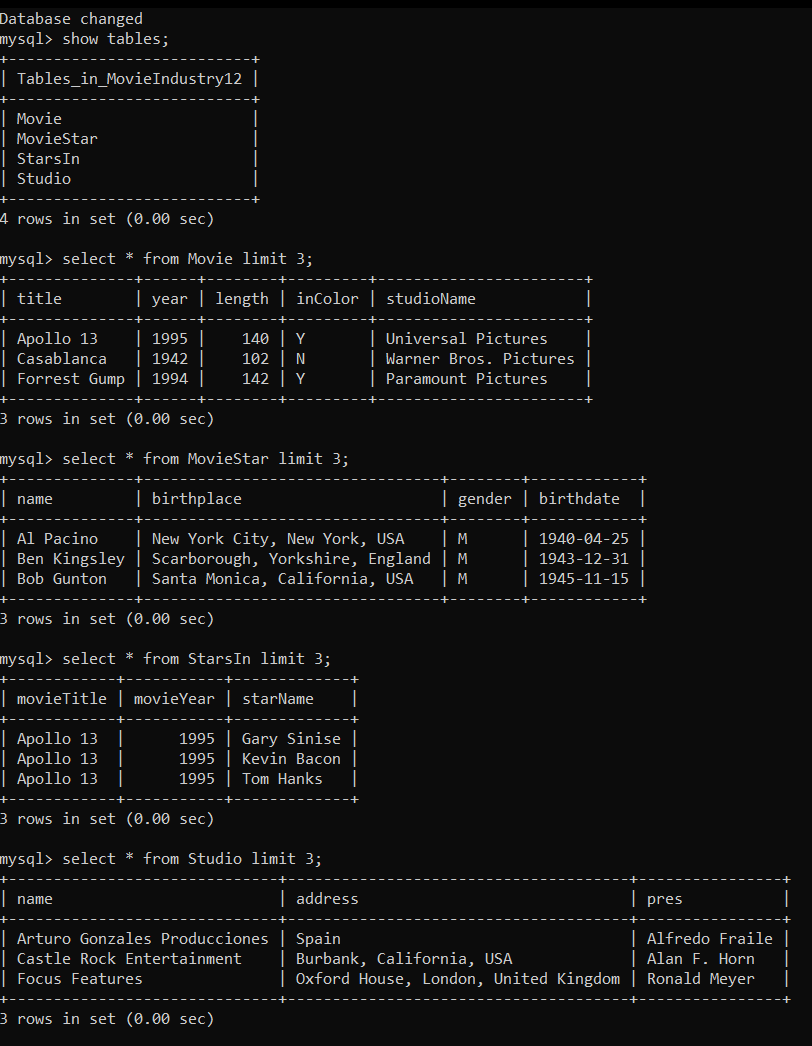 Database changed
mysql> show tables;
+---------------------------+
| Tables_in_MovieIndustry12 |
+---------------------------+
| Movie                     |
| MovieStar                 |
| StarsIn                   |
| Studio                    |
+---------------------------+
4 rows in set (0.00 sec)

mysql> select * from Movie limit 3;
+--------------+------+--------+---------+-----------------------+
| title        | year | length | inColor | studioName            |
+--------------+------+--------+---------+-----------------------+
| Apollo 13    | 1995 |    140 | Y       | Universal Pictures    |
| Casablanca   | 1942 |    102 | N       | Warner Bros. Pictures |
| Forrest Gump | 1994 |    142 | Y       | Paramount Pictures    |
+--------------+------+--------+---------+-----------------------+
3 rows in set (0.00 sec)

mysql> select * from MovieStar limit 3;
+--------------+--------------------------------+--------+------------+
| name         | birthplace                     | gender | birthdate  |
+--------------+--------------------------------+--------+------------+
| Al Pacino    | New York City, New York, USA   | M      | 1940-04-25 |
| Ben Kingsley | Scarborough, Yorkshire, England | M      | 1943-12-31 |
| Bob Gunton   | Santa Monica, California, USA  | M      | 1945-11-15 |
+--------------+--------------------------------+--------+------------+
3 rows in set (0.00 sec)

mysql> select * from StarsIn limit 3;
+------------+-----------+-------------+
| movieTitle | movieYear | starName    |
+------------+-----------+-------------+
| Apollo 13  |      1995 | Gary Sinise |
| Apollo 13  |      1995 | Kevin Bacon |
| Apollo 13  |      1995 | Tom Hanks   |
+------------+-----------+-------------+
3 rows in set (0.00 sec)

mysql> select * from Studio limit 3;
+------------------------------+--------------------------------------+----------------+
| name                         | address                              | pres           |
+------------------------------+--------------------------------------+----------------+
| Arturo Gonzales Producciones | Spain                                | Alfredo Fraile |
| Castle Rock Entertainment    | Burbank, California, USA             | Alan F. Horn   |
| Focus Features               | Oxford House, London, United Kingdom | Ronald Meyer   |
+------------------------------+--------------------------------------+----------------+
3 rows in set (0.00 sec)